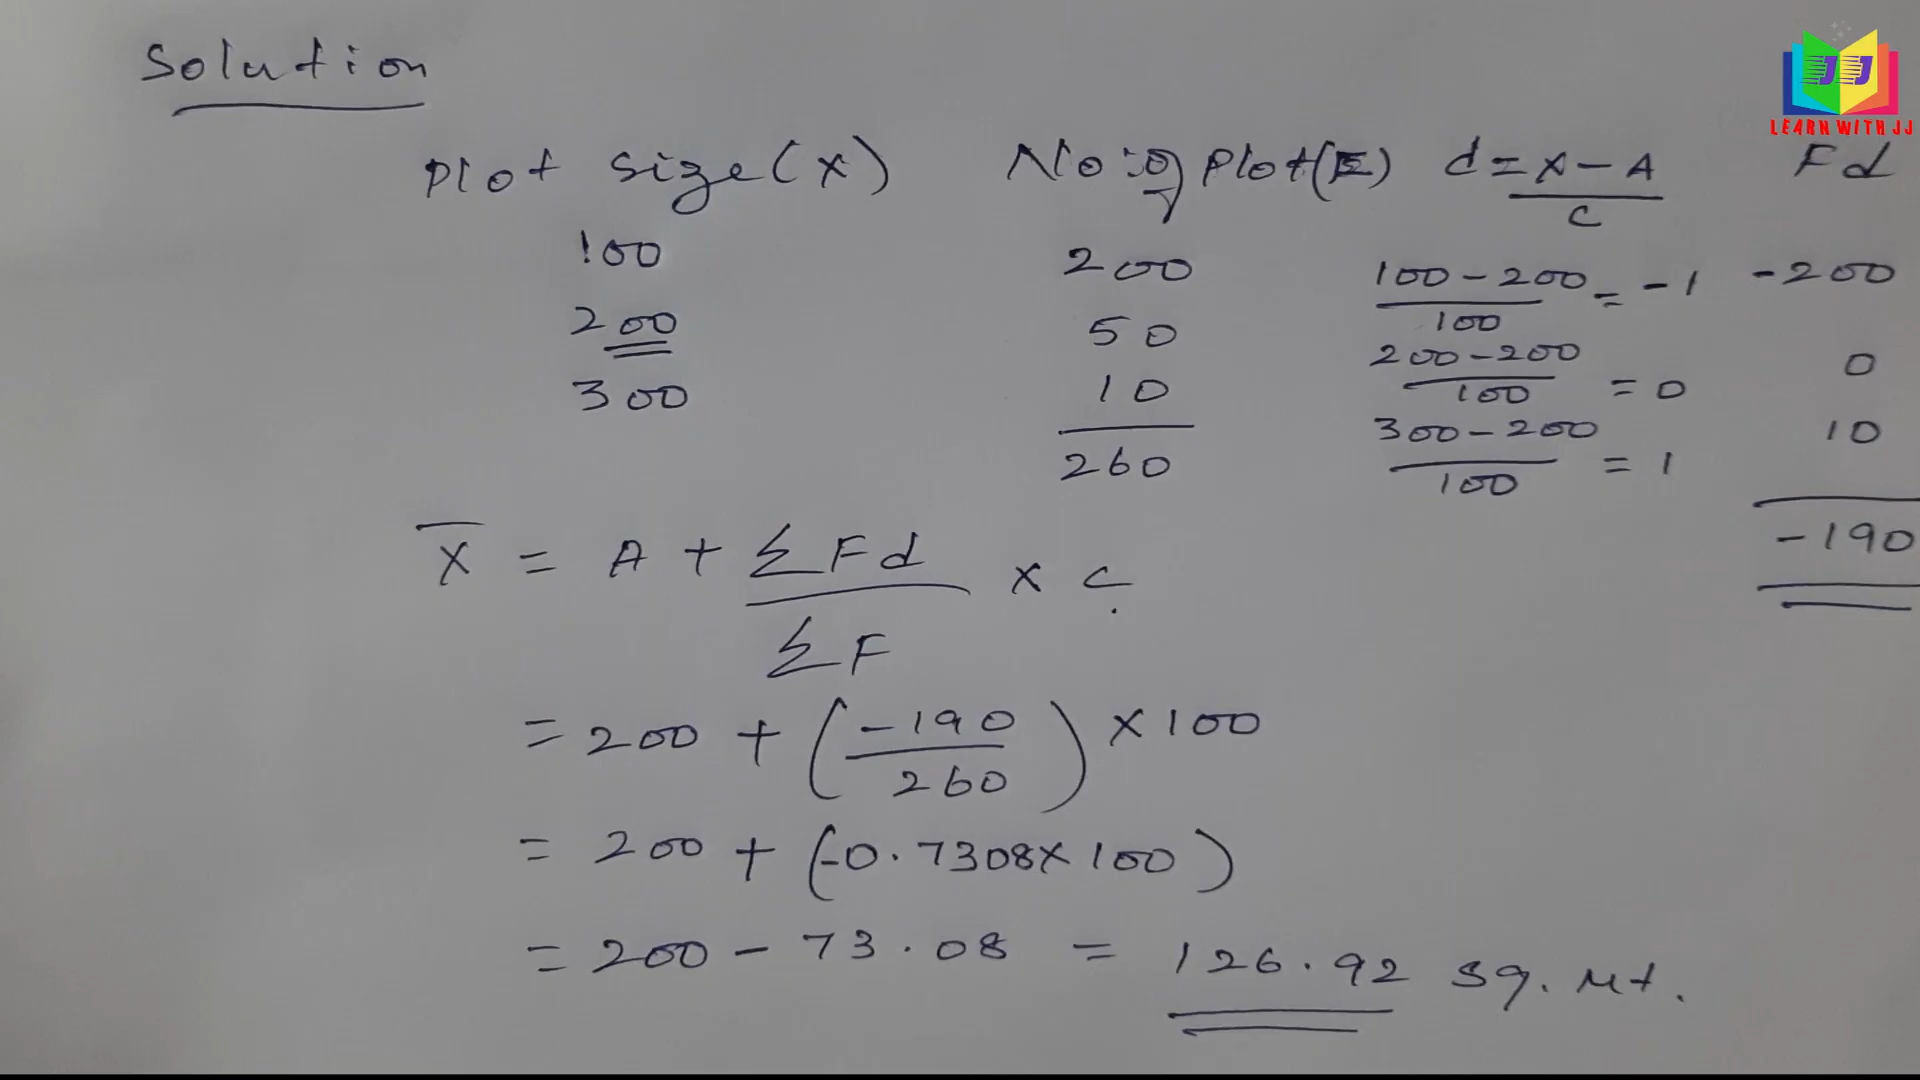 Solution
JJ
LEARN WITH JJ
Plot Size(X) No: of Plot(F) d = X - A / C Fd
100 200 100 - 200 / 100 = -1 -200
200 50 200 - 200 / 100 = 0 0
300 10 300 - 200 / 100 = 1 10
260 -190
X̅ = A + ΣFd / ΣF × C
= 200 + (-190 / 260) × 100
= 200 + (-0.7308 × 100)
= 200 - 73.08 = 126.92 Sq. Mt.